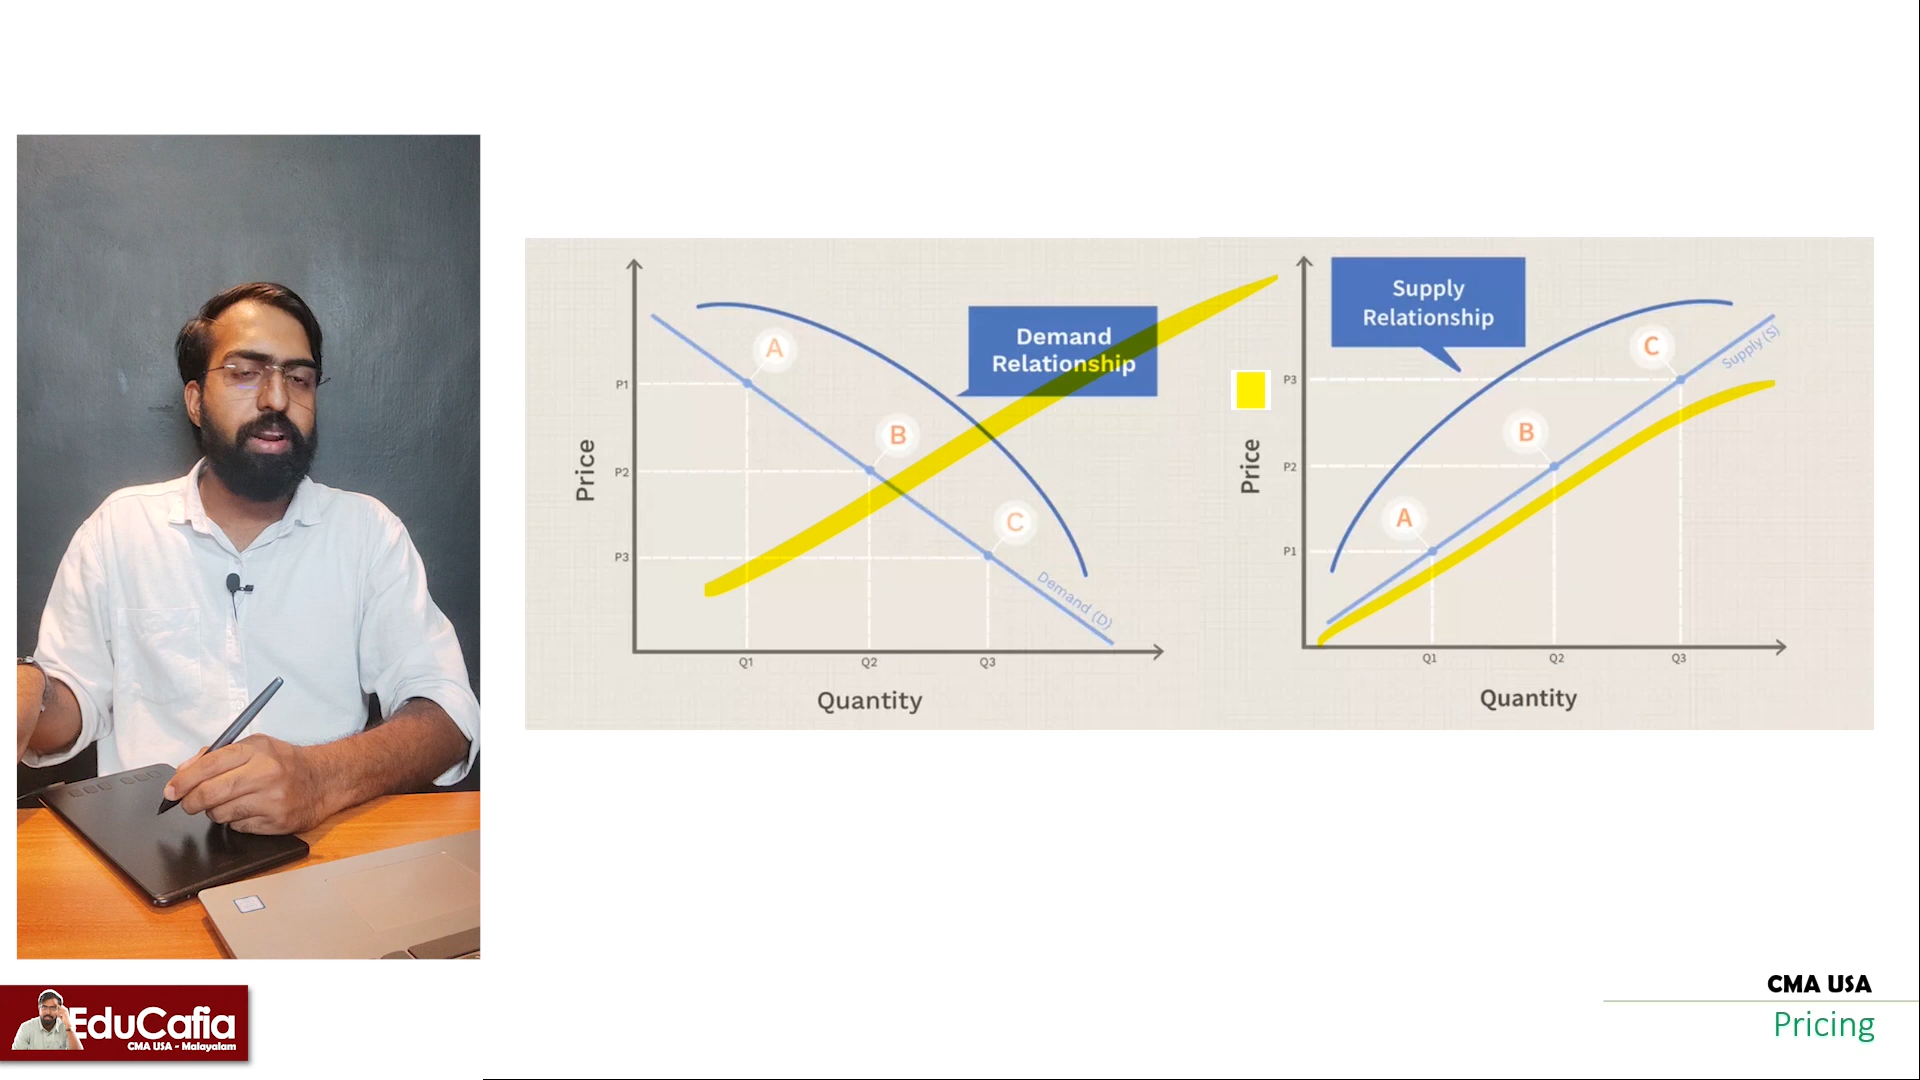 Demand
Relationship
A
B
C
P1
P2
P3
Price
Demand (D)
Q1
Q2
Q3
Quantity
Supply
Relationship
C
B
A
P3
P2
P1
Price
Supply (S)
Q1
Q2
Q3
Quantity
EduCafia
CMA USA - Malayalam
CMA USA
Pricing